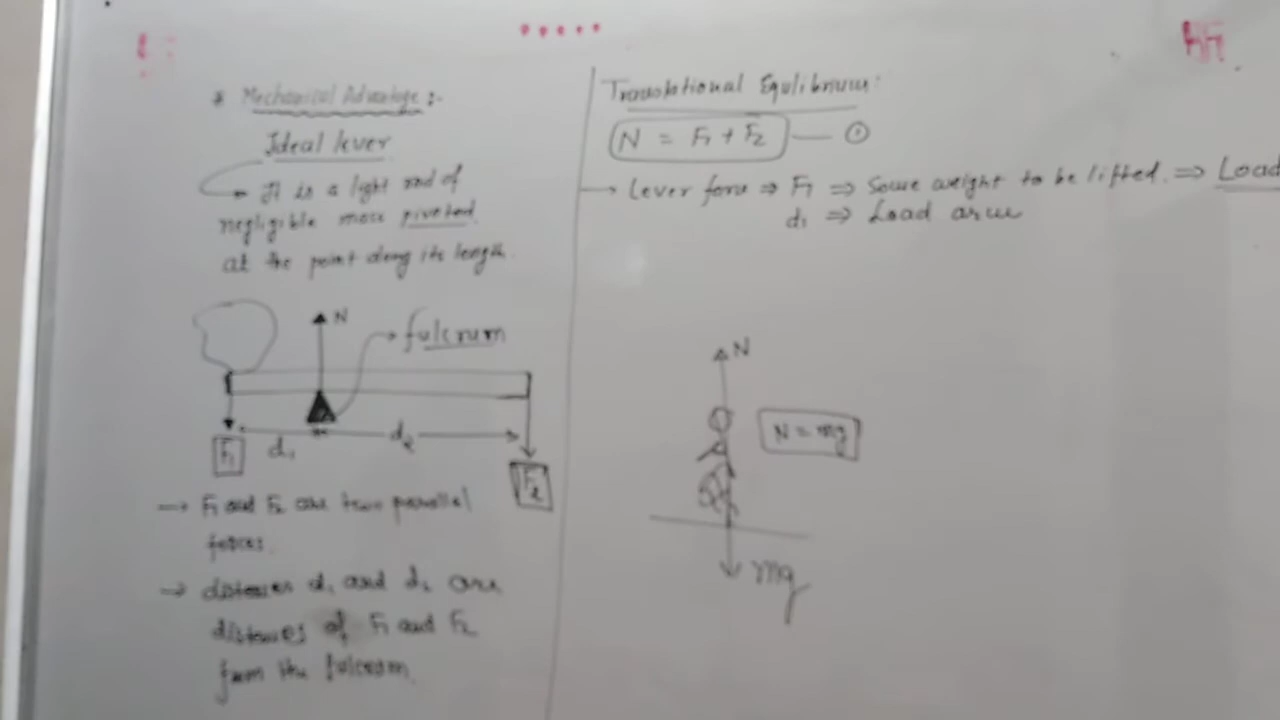 * Mechanical Advantage :-
Ideal lever
→ It is a light rod of
negligible mass pivoted
at the point along its length.
N
fulcrum
d₁
d₂
F₁
F₂
→ F₁ and F₂ are two parallel
forces.
→ distances d₁ and d₂ are
distances of F₁ and F₂
from the fulcrum.
Translational Equlibrium:
N = F₁ + F₂ — ①
→ Lever force ⇒ F₁ ⇒ Some weight to be lifted. ⇒ Load
d₁ ⇒ Load arm
N
N = mg
mg